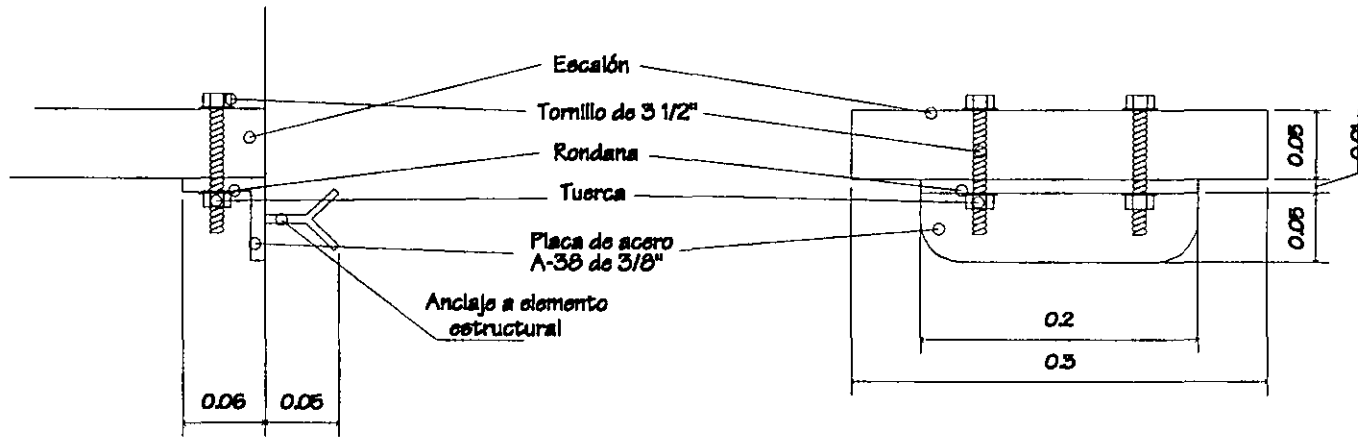 Escalón
Tornillo de 3 1/2"
Rondana
Tuerca
Placa de acero
A-38 de 3/8"
Anclaje a elemento
estructural
0.06
0.05
0.05
0.05
0.2
0.3